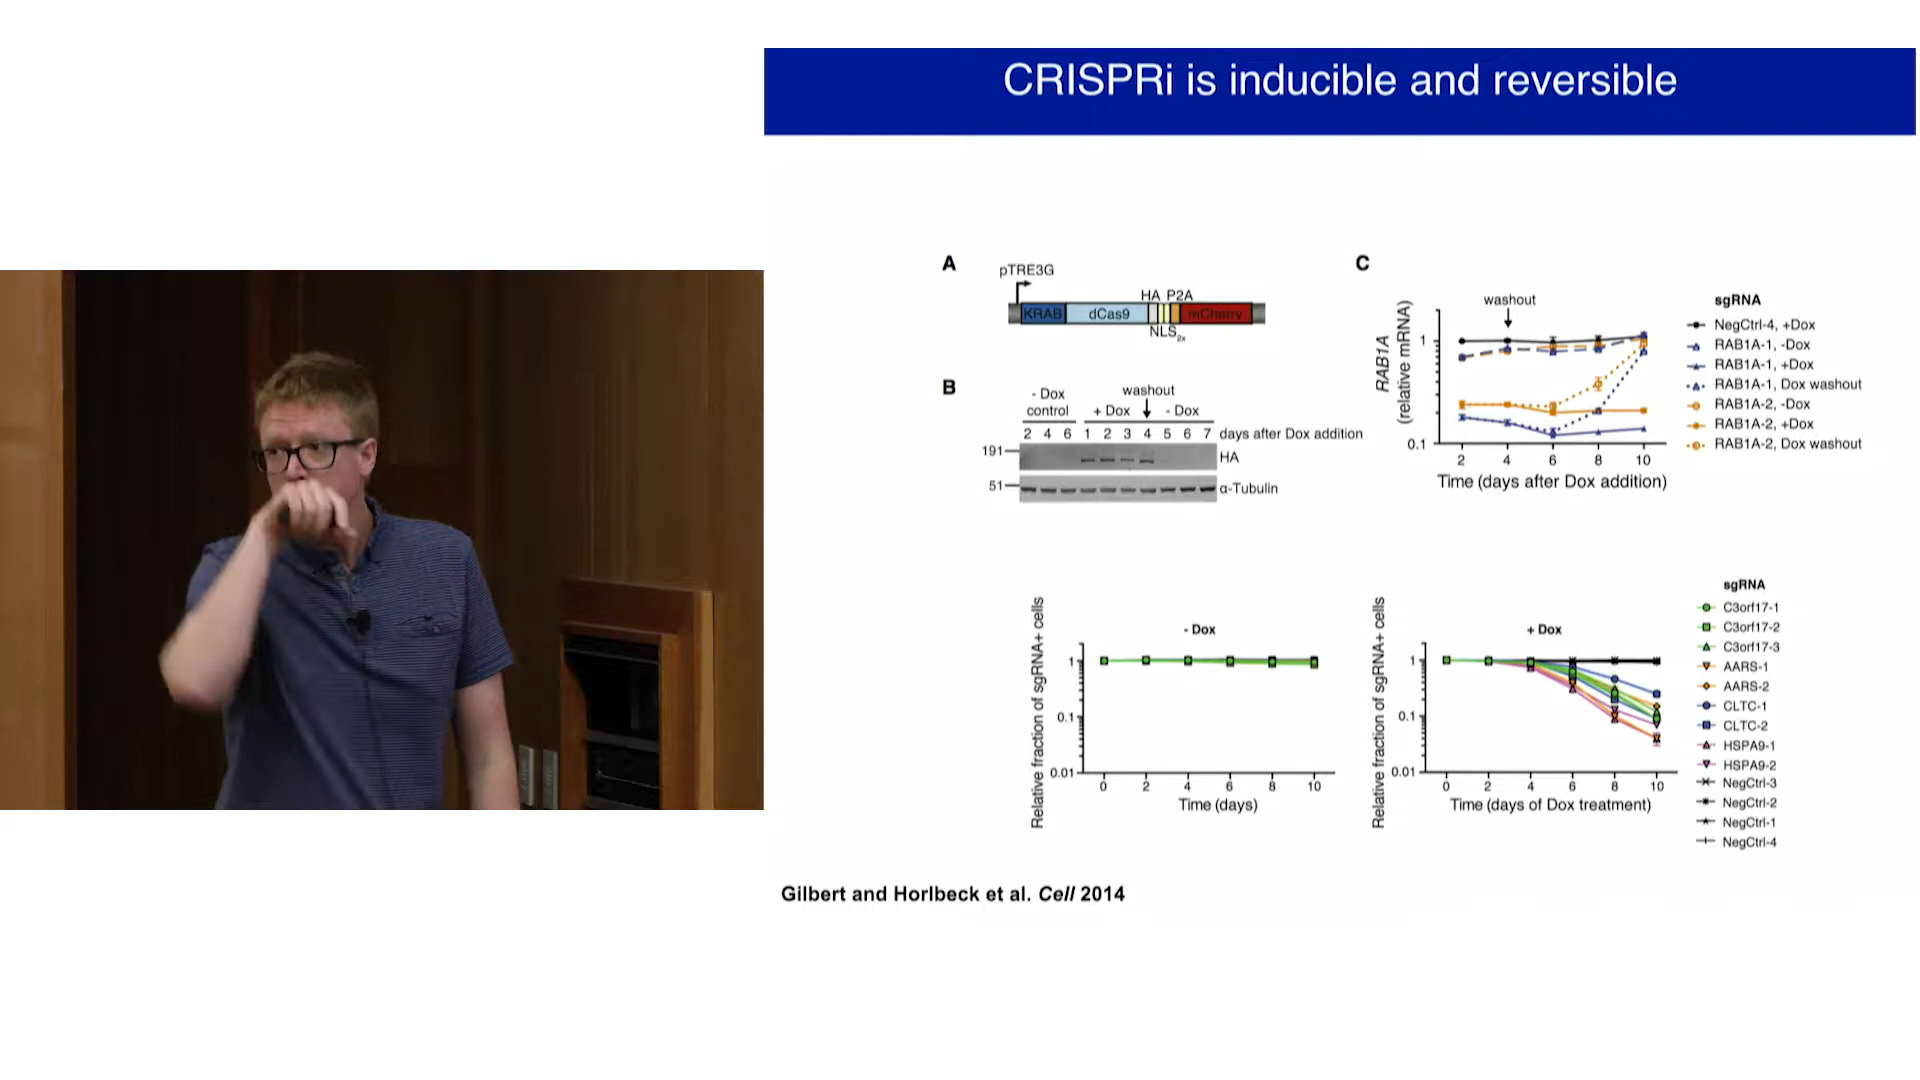 CRISPRi is inducible and reversible
A
pTRE3G
HA P2A
KRAB dCas9 mCherry
NLS2x
B
- Dox control
+ Dox
washout
- Dox
2 4 6 1 2 3 4 5 6 7 days after Dox addition
191 HA
51 α-Tubulin
C
washout
RAB1A
(relative mRNA)
1
0.1
2 4 6 8 10
Time (days after Dox addition)
sgRNA
NegCtrl-4, +Dox
RAB1A-1, -Dox
RAB1A-1, +Dox
RAB1A-1, Dox washout
RAB1A-2, -Dox
RAB1A-2, +Dox
RAB1A-2, Dox washout
- Dox
Relative fraction of sgRNA+ cells
1
0.1
0.01
0 2 4 6 8 10
Time (days)
+ Dox
Relative fraction of sgRNA+ cells
1
0.1
0.01
0 2 4 6 8 10
Time (days of Dox treatment)
sgRNA
C3orf17-1
C3orf17-2
C3orf17-3
AARS-1
AARS-2
CLTC-1
CLTC-2
HSPA9-1
HSPA9-2
NegCtrl-3
NegCtrl-2
NegCtrl-1
NegCtrl-4
Gilbert and Horlbeck et al. Cell 2014